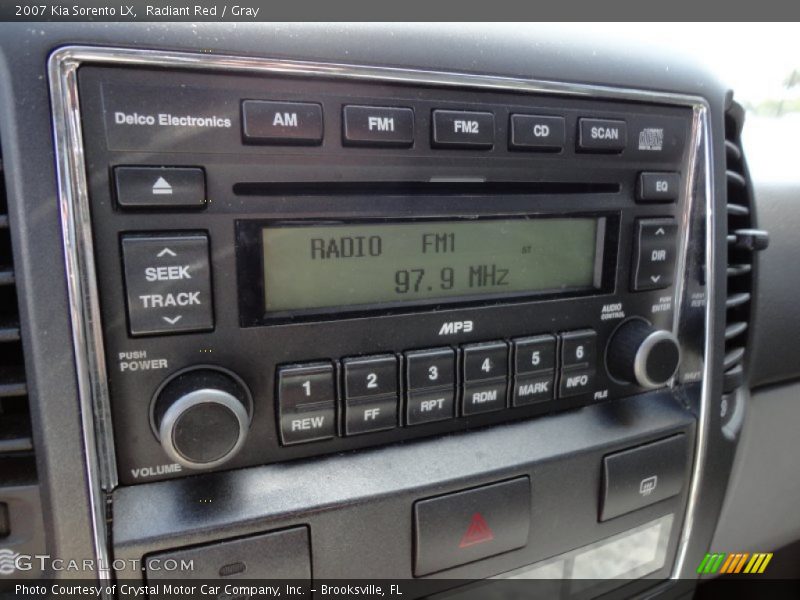 2007 Kia Sorento LX, Radiant Red / Gray
Delco Electronics
AM
FM1
FM2
CD
SCAN
EQ
SEEK
TRACK
RADIO FM1 ST
97.9 MHz
DIR
MP3
AUDIO
CONTROL
PUSH
ENTER
PUSH
POWER
VOLUME
1
REW
2
FF
3
RPT
4
RDM
5
MARK
6
INFO
FILE
GTCARLOT.COM
Photo Courtesy of Crystal Motor Car Company, Inc. – Brooksville, FL